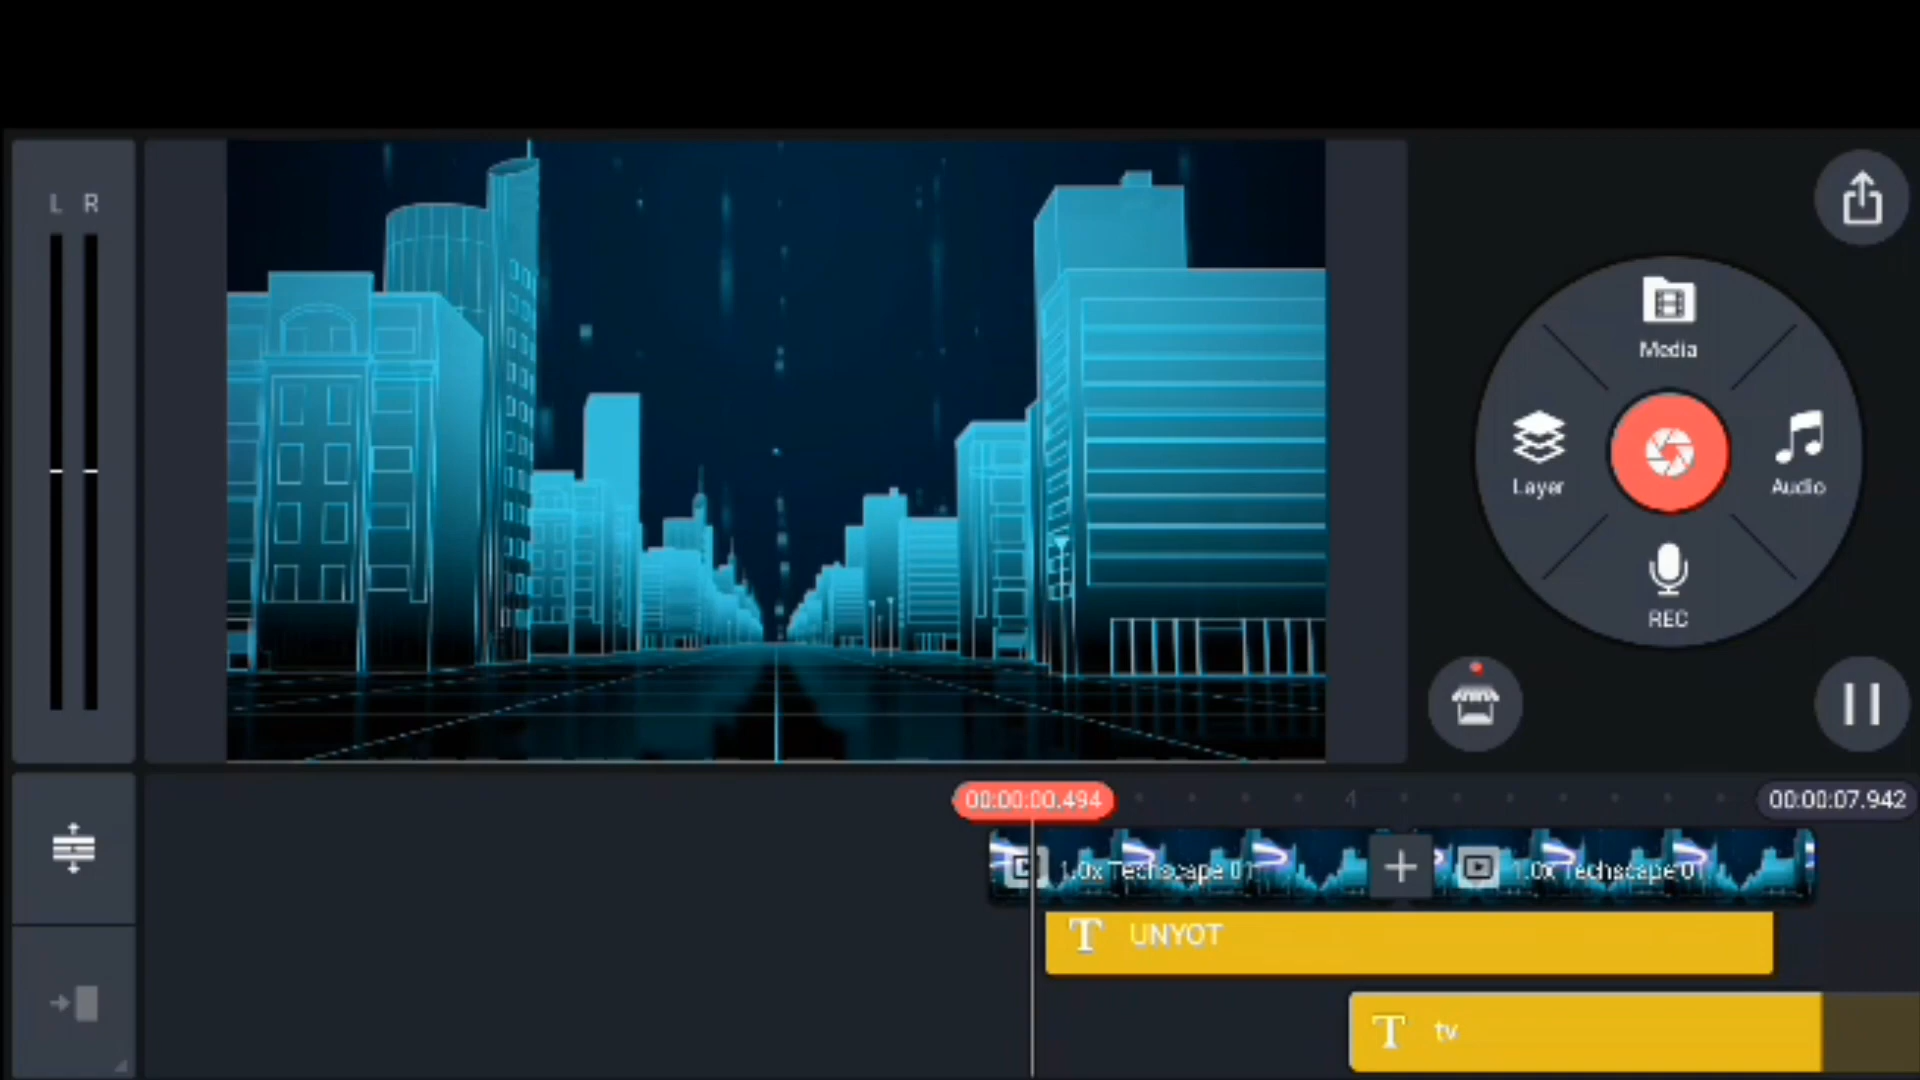 L R
Media
Layer
Audio
REC
00:00:00.494
4
00:00:07.942
1.0x Techscape 01
1.0x Techscape 01
T UNYOT
T tv